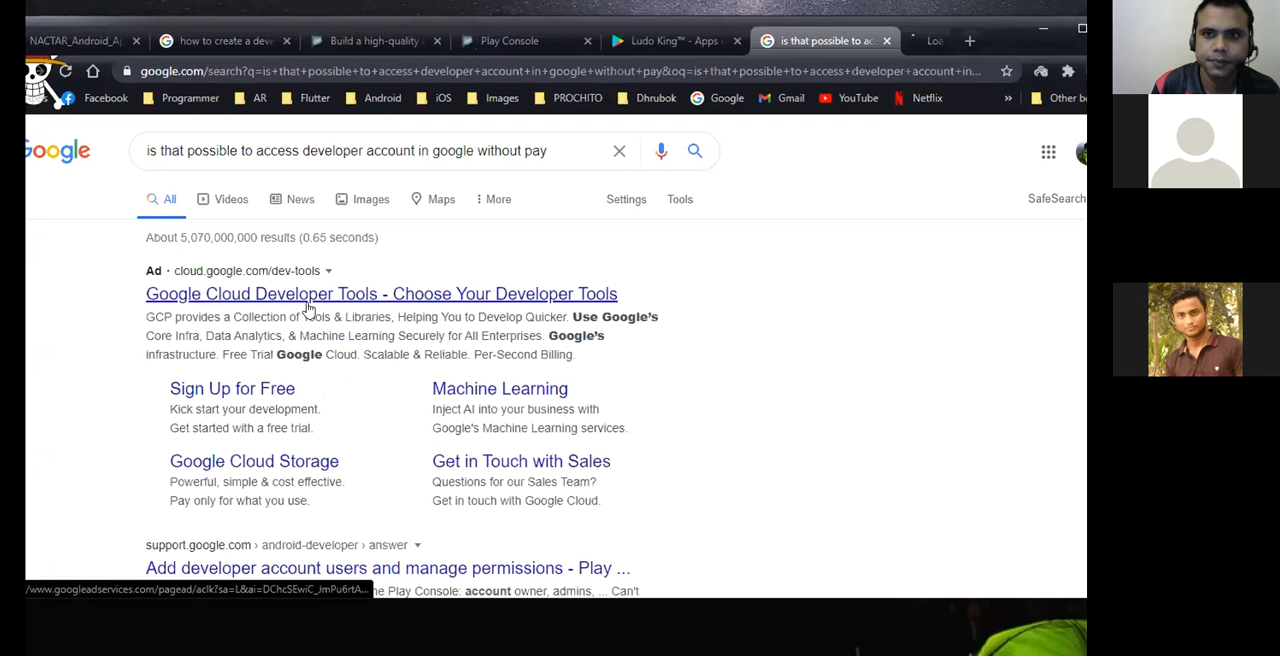 NACTAR_Android_A
how to create a deve
Build a high-quality
Play Console
Ludo King™ - Apps
is that possible to ac
Loa
google.com/search?q=is+that+possible+to+access+developer+account+in+google+without+pay&oq=is+that+possible+to+access+developer+account+in...
Facebook
Programmer
AR
Flutter
Android
iOS
Images
PROCHITO
Dhrubok
Google
Gmail
YouTube
Netflix
»
Other b
Google
is that possible to access developer account in google without pay
All
Videos
News
Images
Maps
More
Settings
Tools
SafeSearch
About 5,070,000,000 results (0.65 seconds)
Ad · cloud.google.com/dev-tools
Google Cloud Developer Tools - Choose Your Developer Tools
GCP provides a Collection of Tools & Libraries, Helping You to Develop Quicker. Use Google's
Core Infra, Data Analytics, & Machine Learning Securely for All Enterprises. Google's
infrastructure. Free Trial Google Cloud. Scalable & Reliable. Per-Second Billing.
Sign Up for Free
Kick start your development.
Get started with a free trial.
Machine Learning
Inject AI into your business with
Google's Machine Learning services.
Google Cloud Storage
Powerful, simple & cost effective.
Pay only for what you use.
Get in Touch with Sales
Questions for our Sales Team?
Get in touch with Google Cloud.
support.google.com › android-developer › answer
Add developer account users and manage permissions - Play ...
/www.googleadservices.com/pagead/aclk?sa=L&ai=DChcSEwiC_JmPu6rtA...
he Play Console: account owner, admins, ... Can't